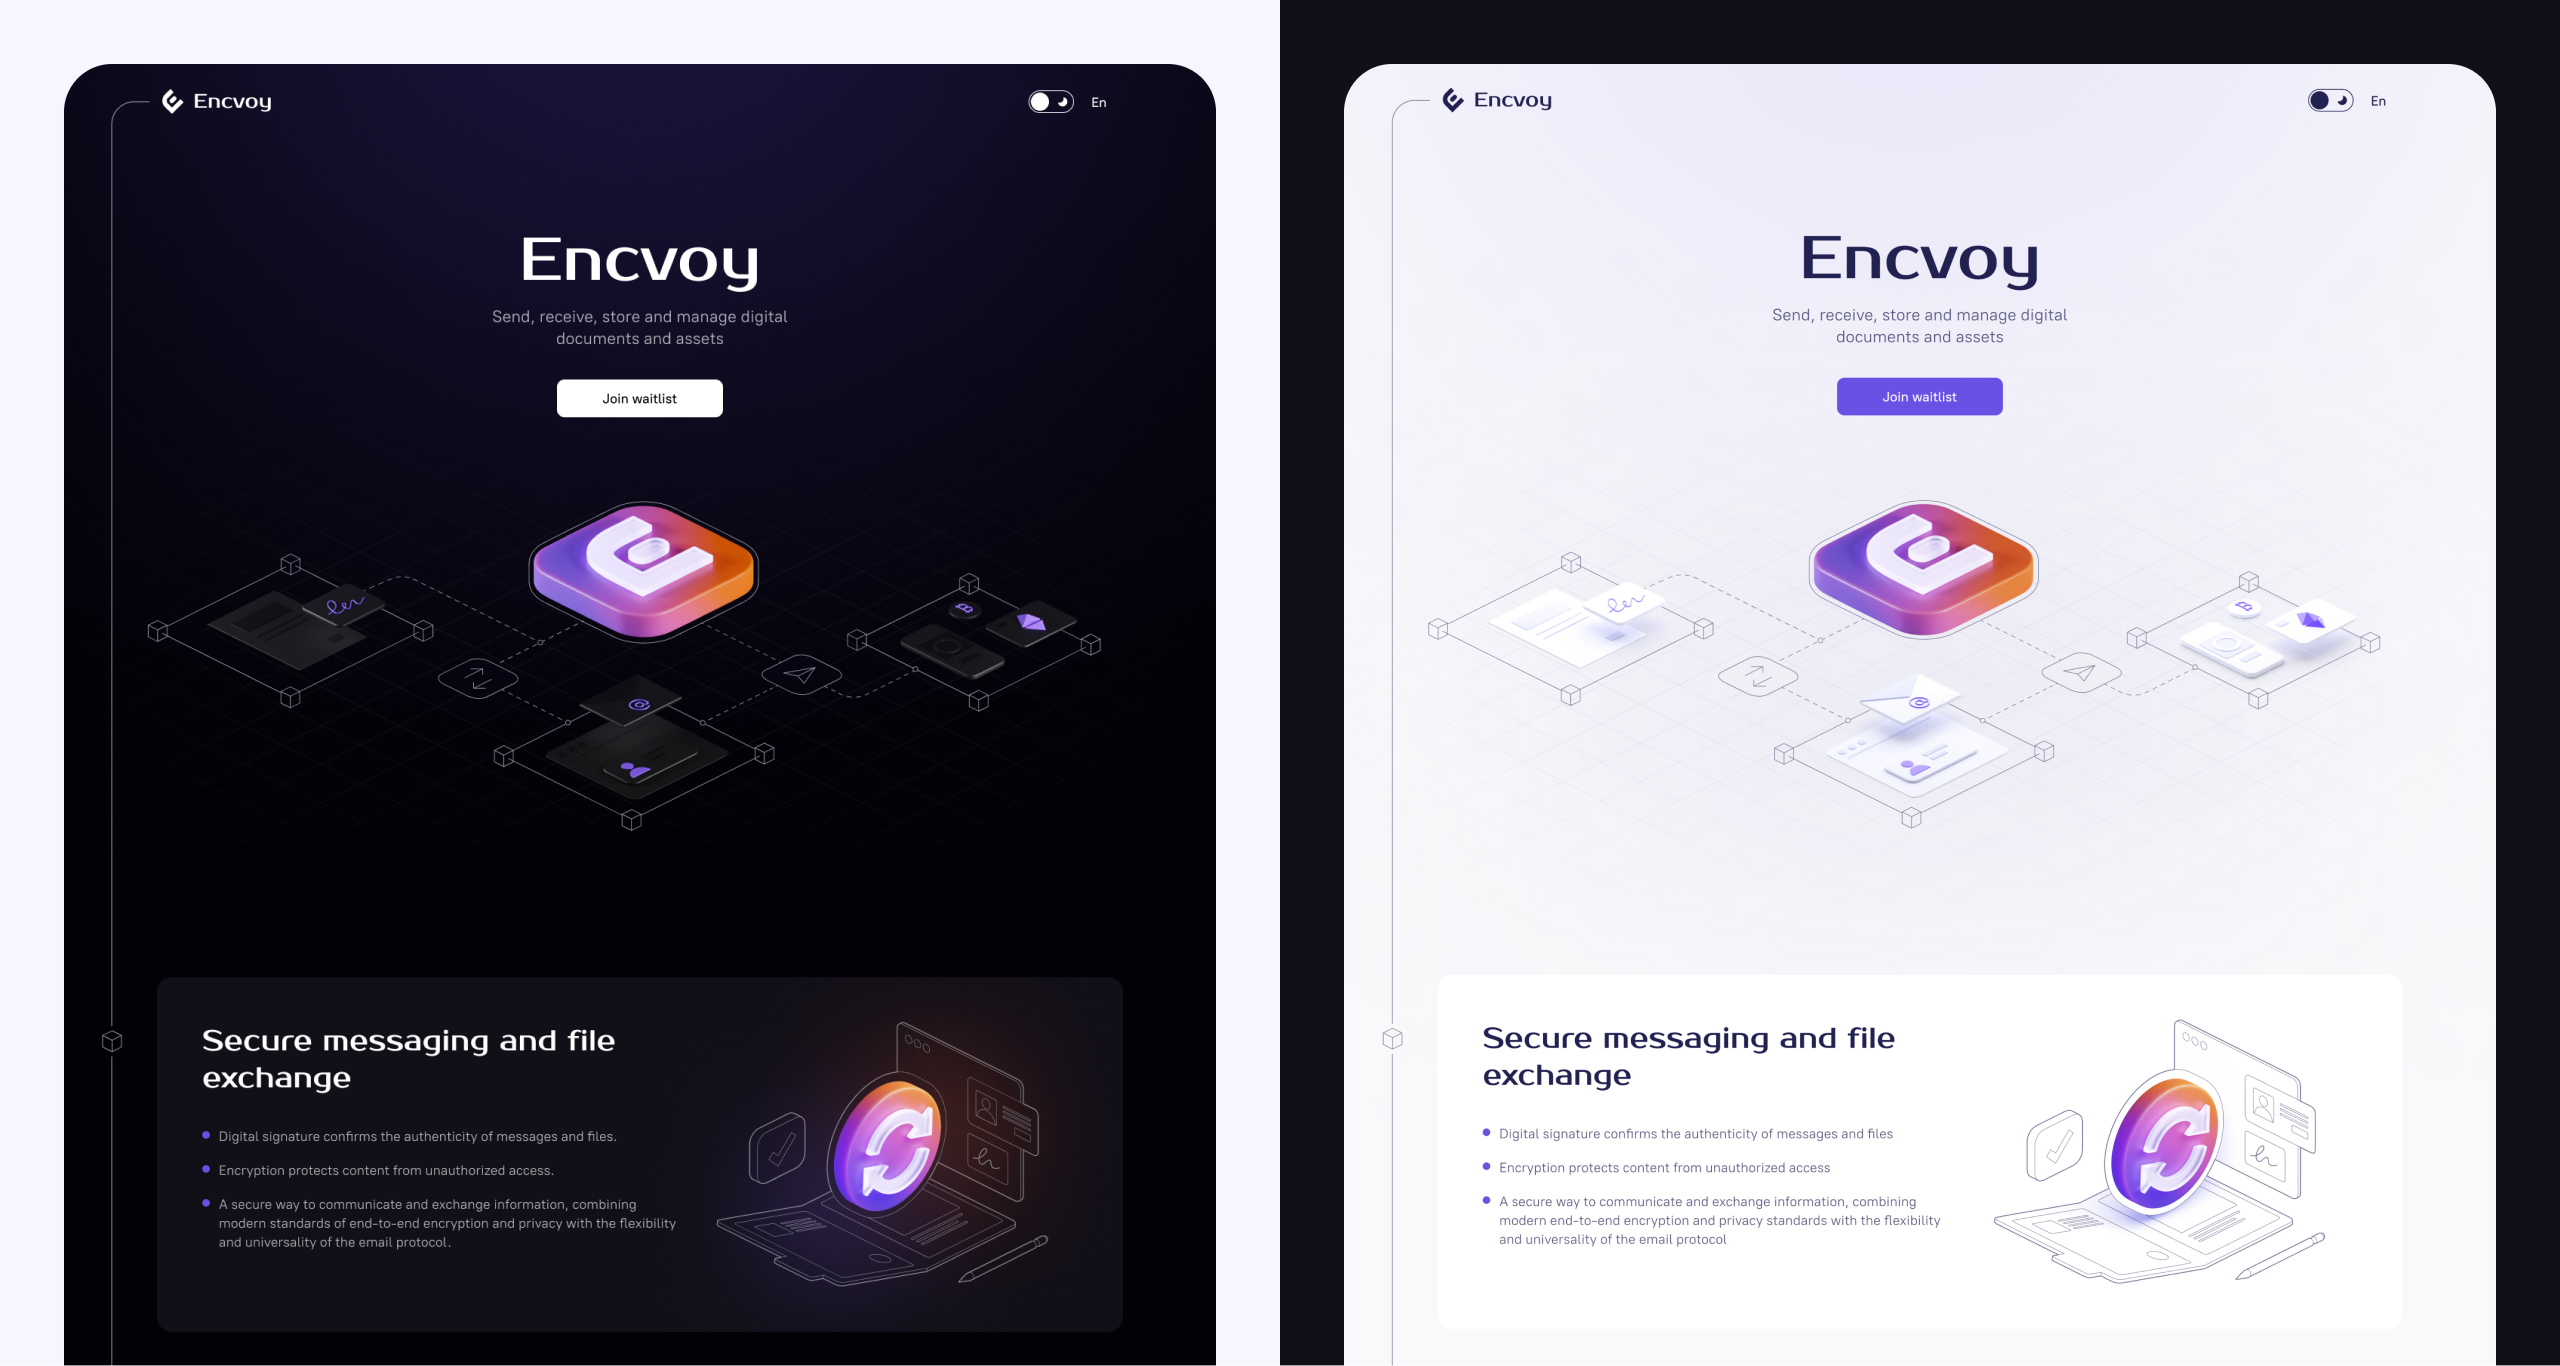 Encvoy
En
Encvoy
Send, receive, store and manage digital
documents and assets
Join waitlist
Secure messaging and file
exchange
Digital signature confirms the authenticity of messages and files.
Encryption protects content from unauthorized access.
A secure way to communicate and exchange information, combining
modern standards of end-to-end encryption and privacy with the flexibility
and universality of the email protocol.
Encvoy
En
Encvoy
Send, receive, store and manage digital
documents and assets
Join waitlist
Secure messaging and file
exchange
Digital signature confirms the authenticity of messages and files
Encryption protects content from unauthorized access
A secure way to communicate and exchange information, combining
modern end-to-end encryption and privacy standards with the flexibility
and universality of the email protocol